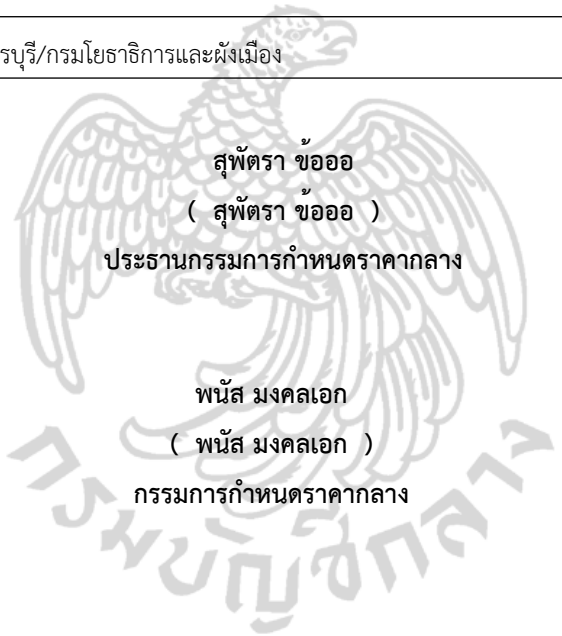 รบุรี/กรมโยธาธิการและผังเมือง
สุพัตรา ข้อออ
( สุพัตรา ข้อออ )
ประธานกรรมการกำหนดราคากลาง
พนัส มงคลเอก
( พนัส มงคลเอก )
กรรมการกำหนดราคากลาง
กรมบัญชีกลาง